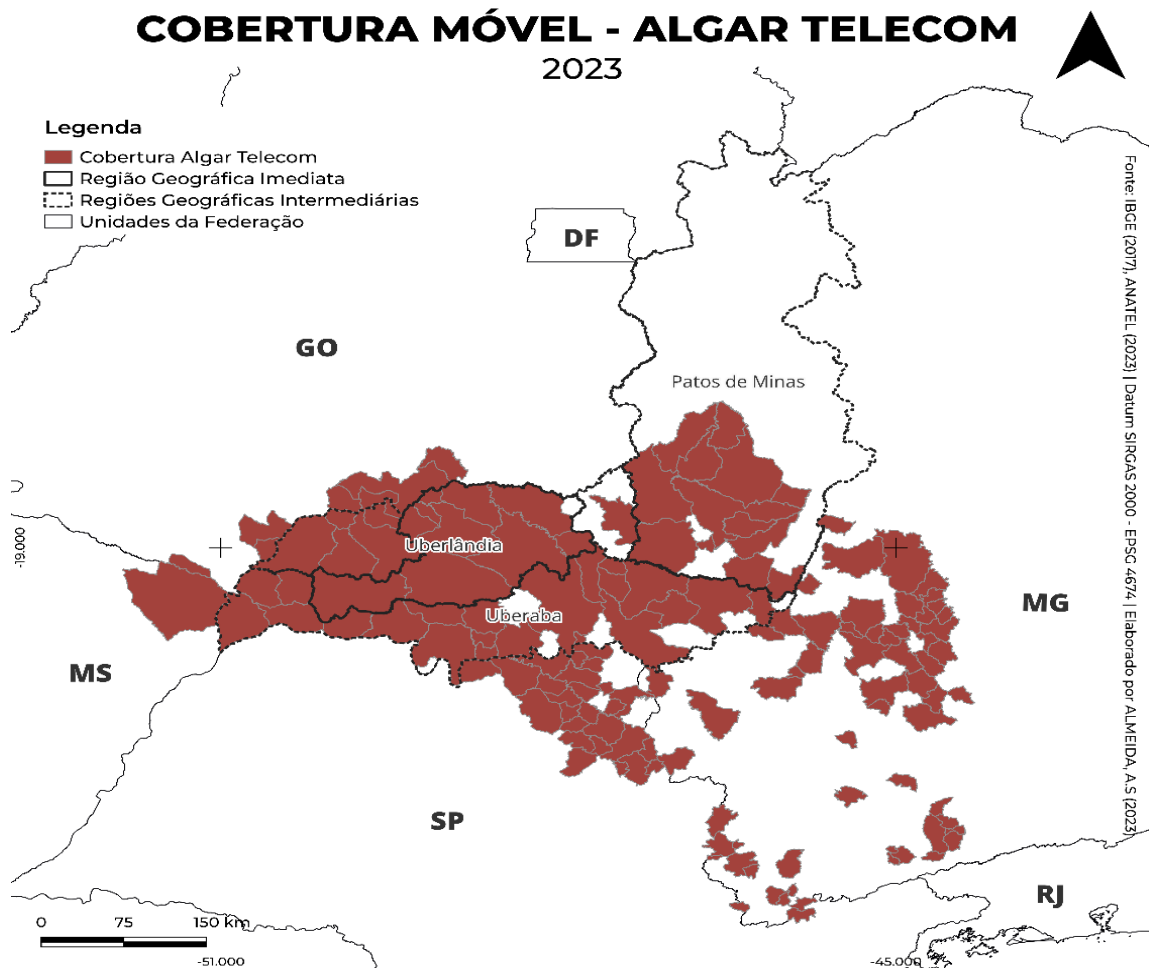 COBERTURA MÓVEL - ALGAR TELECOM
2023
Legenda
Cobertura Algar Telecom
Região Geográfica Imediata
Regiões Geográficas Intermediárias
Unidades da Federação
DF
GO
Patos de Minas
Uberlândia
Uberaba
MG
MS
SP
RJ
0 75 150 km
-51.000
-45.000
-19.000
Fonte: IBGE (2017), ANATEL (2023) | Datum SIRGAS 2000 - EPSG 4674 | Elaborado por ALMEIDA, A.S (2023)